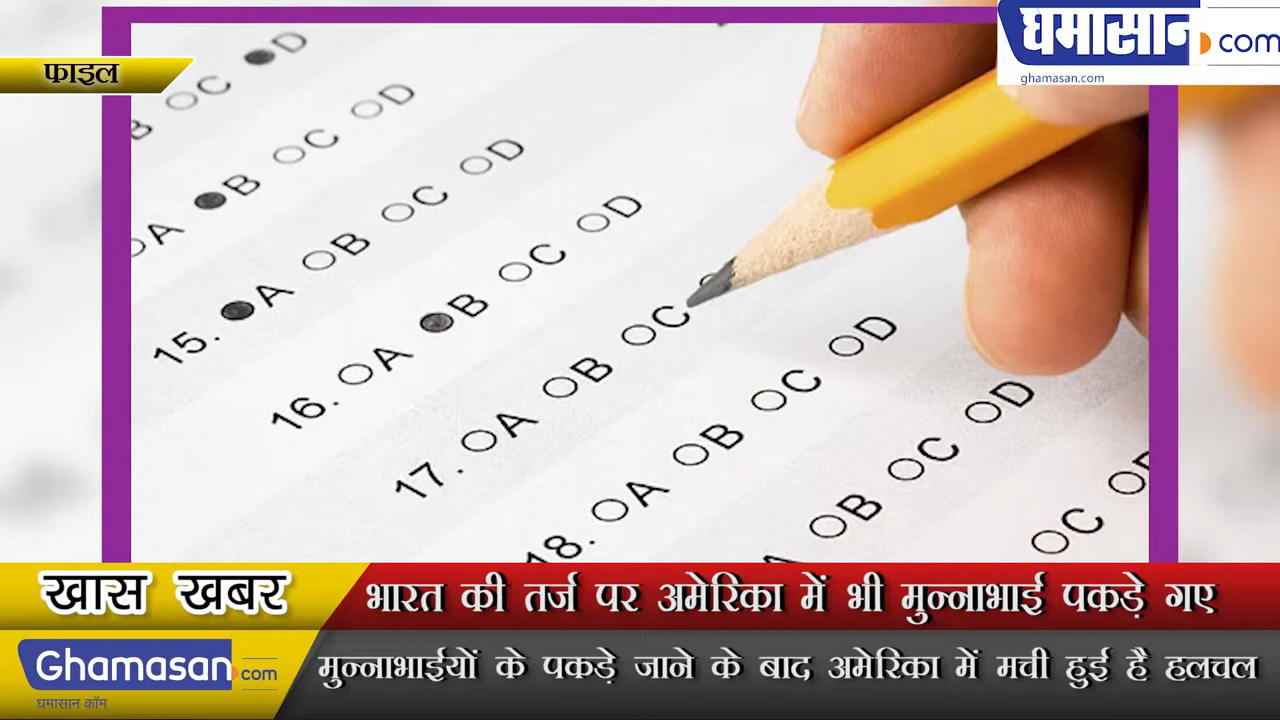 फाइल
घमासान.com
ghamasan.com
D
C
B
D
C
B
A
D
C
B
15. A
D
C
16. A B
C
17. A B
D
18. A B C
D
B C
A
C D
खास खबर
भारत की तर्ज पर अमेरिका में भी मुन्नाभाई पकड़े गए
Ghamasan.com
घमासान कॉम
मुन्नाभाईयों के पकड़े जाने के बाद अमेरिका में मची हुई है हलचल